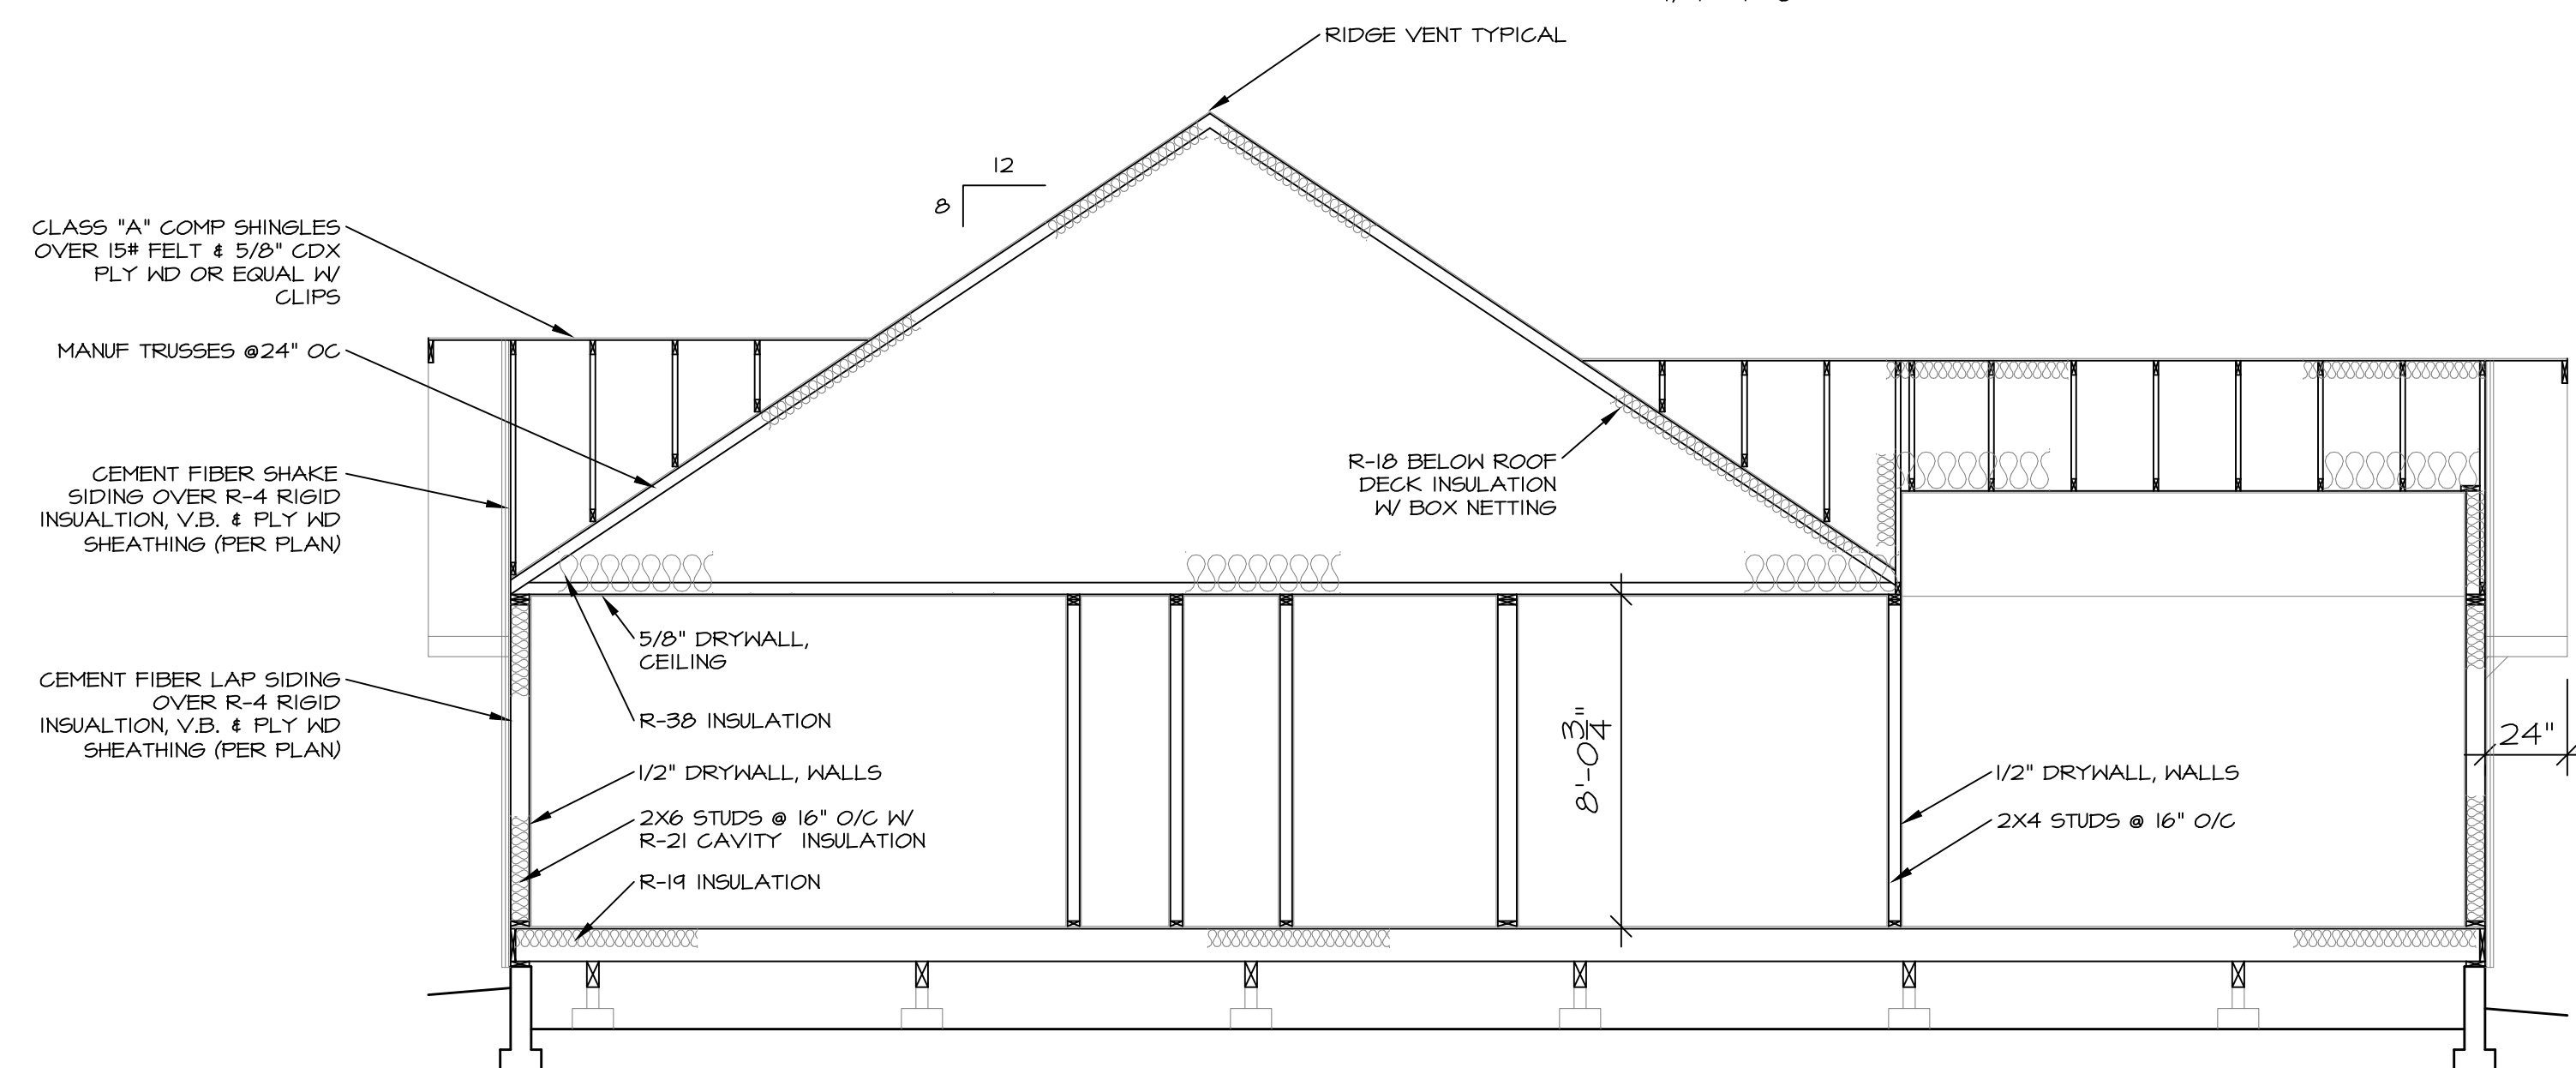 RIDGE VENT TYPICAL
12
8
CLASS "A" COMP SHINGLES
OVER 15# FELT & 5/8" CDX
PLY WD OR EQUAL W/
CLIPS
MANUF TRUSSES @24" OC
CEMENT FIBER SHAKE
SIDING OVER R-4 RIGID
INSUALTION, V.B. & PLY WD
SHEATHING (PER PLAN)
R-18 BELOW ROOF
DECK INSULATION
W/ BOX NETTING
CEMENT FIBER LAP SIDING
OVER R-4 RIGID
INSUALTION, V.B. & PLY WD
SHEATHING (PER PLAN)
5/8" DRYWALL,
CEILING
R-38 INSULATION
1/2" DRYWALL, WALLS
2X6 STUDS @ 16" O/C W/
R-21 CAVITY  INSULATION
R-19 INSULATION
8'-0 3/4"
1/2" DRYWALL, WALLS
2X4 STUDS @ 16" O/C
24"